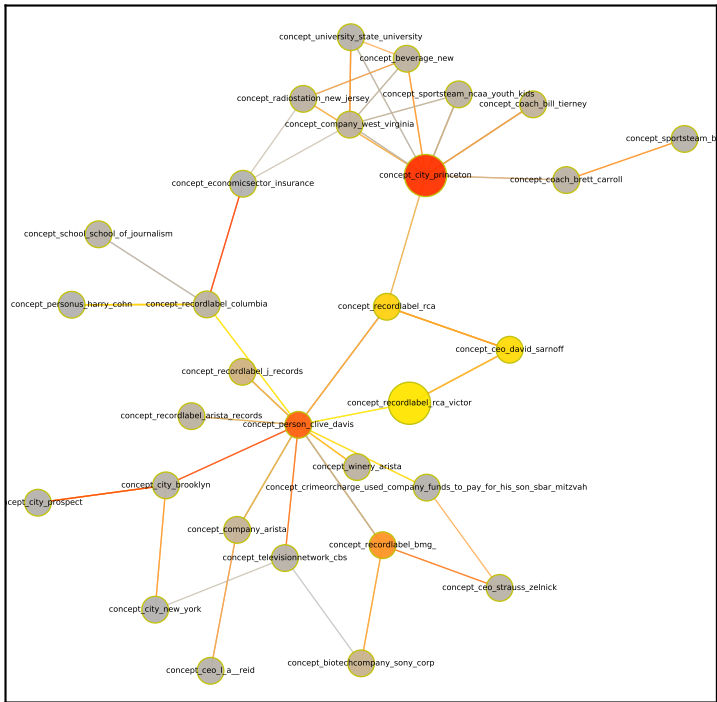 concept_university_state_university
concept_beverage_new
concept_radiostation_new_jersey
concept_sportsteam_ncaa_youth_kids
concept_coach_bill_tierney
concept_company_west_virginia
concept_sportsteam_b
concept_city_princeton
concept_coach_brett_carroll
concept_economicsector_insurance
concept_school_school_of_journalism
concept_personus_harry_cohn
concept_recordlabel_columbia
concept_recordlabel_rca
concept_ceo_david_sarnoff
concept_recordlabel_j_records
concept_recordlabel_rca_victor
concept_recordlabel_arista_records
concept_person_clive_davis
concept_winery_arista
concept_city_brooklyn
concept_crimeorcharge_used_company_funds_to_pay_for_his_son_sbar_mitzvah
cept_city_prospect
concept_company_arista
concept_recordlabel_bmg_
concept_televisionnetwork_cbs
concept_ceo_strauss_zelnick
concept_city_new_york
concept_biotechcompany_sony_corp
concept_ceo_l_a__reid